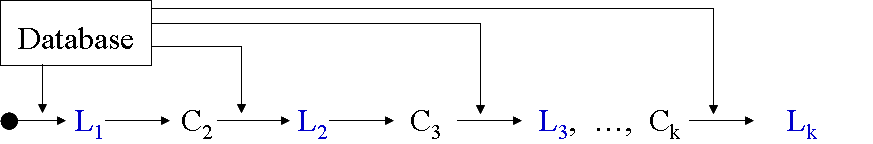 Database
L₁ C₂ L₂ C₃ L₃, …, Cₖ Lₖ